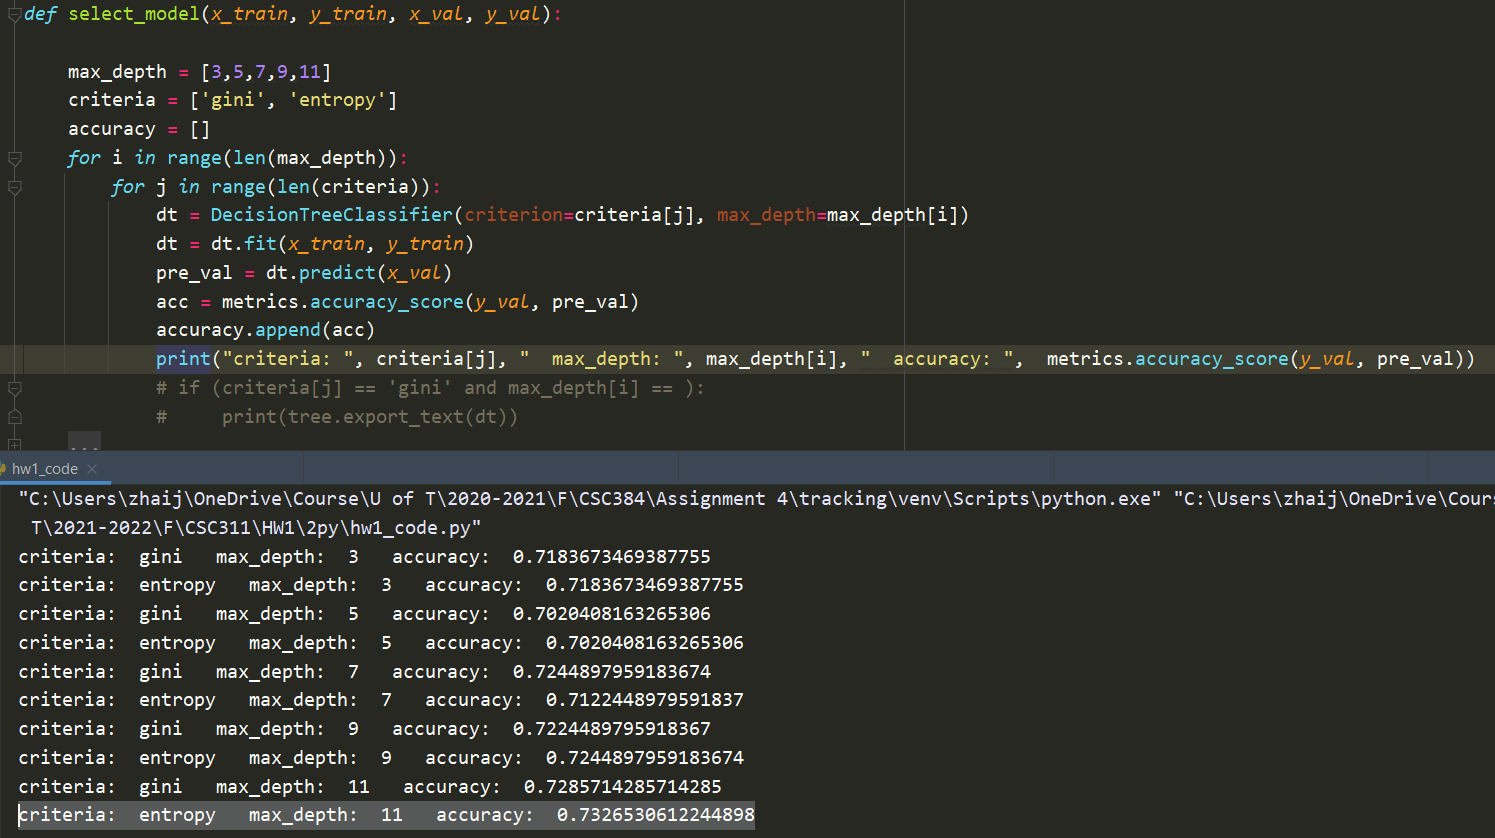 def select_model(x_train, y_train, x_val, y_val):
max_depth = [3,5,7,9,11]
criteria = ['gini', 'entropy']
accuracy = []
for i in range(len(max_depth)):
for j in range(len(criteria)):
dt = DecisionTreeClassifier(criterion=criteria[j], max_depth=max_depth[i])
dt = dt.fit(x_train, y_train)
pre_val = dt.predict(x_val)
acc = metrics.accuracy_score(y_val, pre_val)
accuracy.append(acc)
print("criteria: ", criteria[j], "  max_depth: ", max_depth[i], "  accuracy: ",  metrics.accuracy_score(y_val, pre_val))
# if (criteria[j] == 'gini' and max_depth[i] == ):
#     print(tree.export_text(dt))
...
hw1_code
"C:\Users\zhaij\OneDrive\Course\U of T\2020-2021\F\CSC384\Assignment 4\tracking\venv\Scripts\python.exe" "C:\Users\zhaij\OneDrive\Cours
T\2021-2022\F\CSC311\HW1\2py\hw1_code.py"
criteria:  gini   max_depth:  3   accuracy:  0.7183673469387755
criteria:  entropy   max_depth:  3   accuracy:  0.7183673469387755
criteria:  gini   max_depth:  5   accuracy:  0.7020408163265306
criteria:  entropy   max_depth:  5   accuracy:  0.7020408163265306
criteria:  gini   max_depth:  7   accuracy:  0.7244897959183674
criteria:  entropy   max_depth:  7   accuracy:  0.7122448979591837
criteria:  gini   max_depth:  9   accuracy:  0.7224489795918367
criteria:  entropy   max_depth:  9   accuracy:  0.7244897959183674
criteria:  gini   max_depth:  11   accuracy:  0.7285714285714285
criteria:  entropy   max_depth:  11   accuracy:  0.7326530612244898